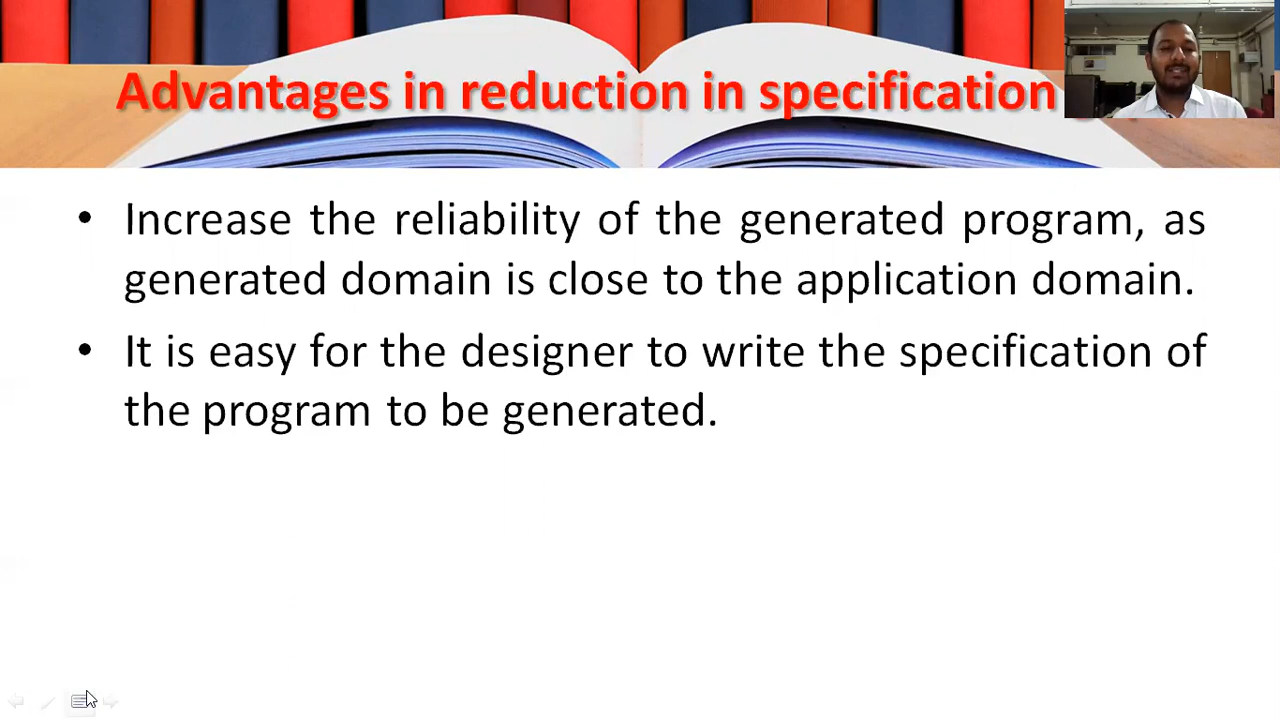 Advantages in reduction in specification
• Increase the reliability of the generated program, as
generated domain is close to the application domain.
• It is easy for the designer to write the specification of
the program to be generated.